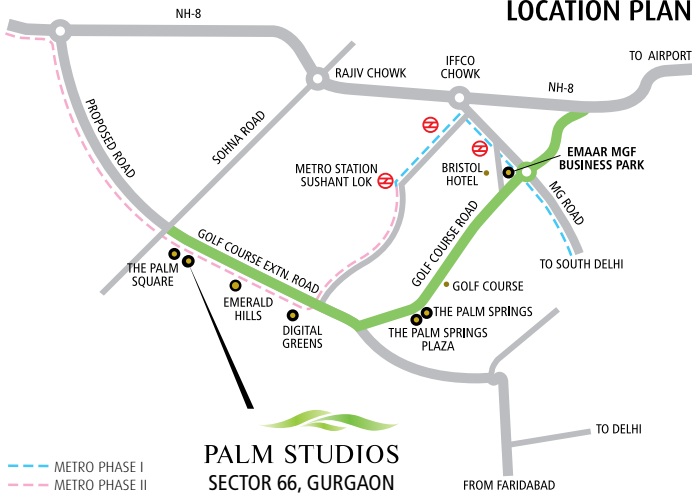 LOCATION PLAN
NH-8
TO AIRPORT
IFFCO
CHOWK
RAJIV CHOWK
NH-8
PROPOSED ROAD
SOHNA ROAD
METRO STATION
SUSHANT LOK
BRISTOL
HOTEL
EMAAR MGF
BUSINESS PARK
MG ROAD
GOLF COURSE EXTN. ROAD
GOLF COURSE ROAD
TO SOUTH DELHI
THE PALM
SQUARE
EMERALD
HILLS
DIGITAL
GREENS
GOLF COURSE
THE PALM SPRINGS
THE PALM SPRINGS
PLAZA
PALM STUDIOS
SECTOR 66, GURGAON
TO DELHI
FROM FARIDABAD
METRO PHASE I
METRO PHASE II